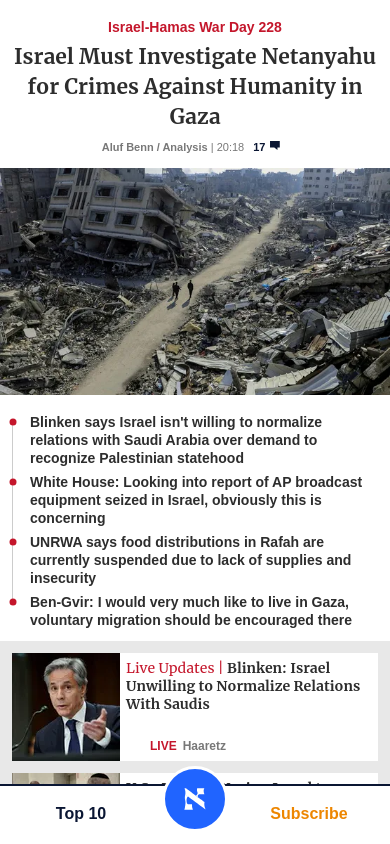 Israel-Hamas War Day 228
Israel Must Investigate Netanyahu
for Crimes Against Humanity in
Gaza
Aluf Benn / Analysis | 20:18 17
Blinken says Israel isn't willing to normalize
relations with Saudi Arabia over demand to
recognize Palestinian statehood
White House: Looking into report of AP broadcast
equipment seized in Israel, obviously this is
concerning
UNRWA says food distributions in Rafah are
currently suspended due to lack of supplies and
insecurity
Ben-Gvir: I would very much like to live in Gaza,
voluntary migration should be encouraged there
Live Updates | Blinken: Israel
Unwilling to Normalize Relations
With Saudis
LIVE Haaretz
Top 10
Subscribe